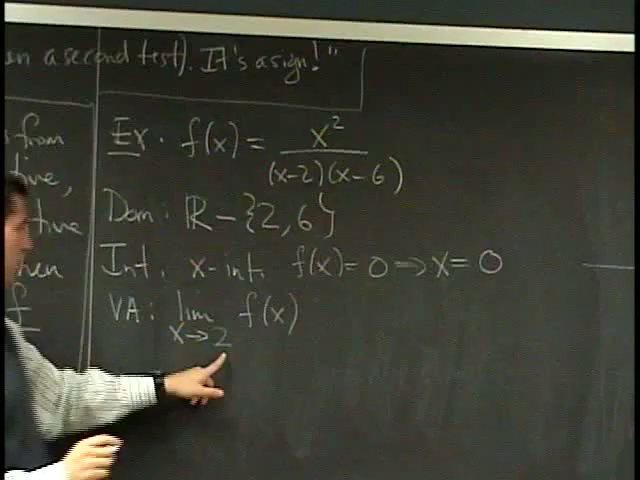 en a second test). It's a sign!"
from
tive,
tive
hen
f
Ex. f(x) = x² / (x-2)(x-6)
Dom: ℝ - {2, 6}
Int. x-int. f(x) = 0 ⟹ x = 0
VA: lim f(x)
x→2